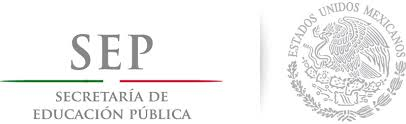 SEP
SECRETARÍA DE
EDUCACIÓN PÚBLICA
ESTADOS UNIDOS MEXICANOS